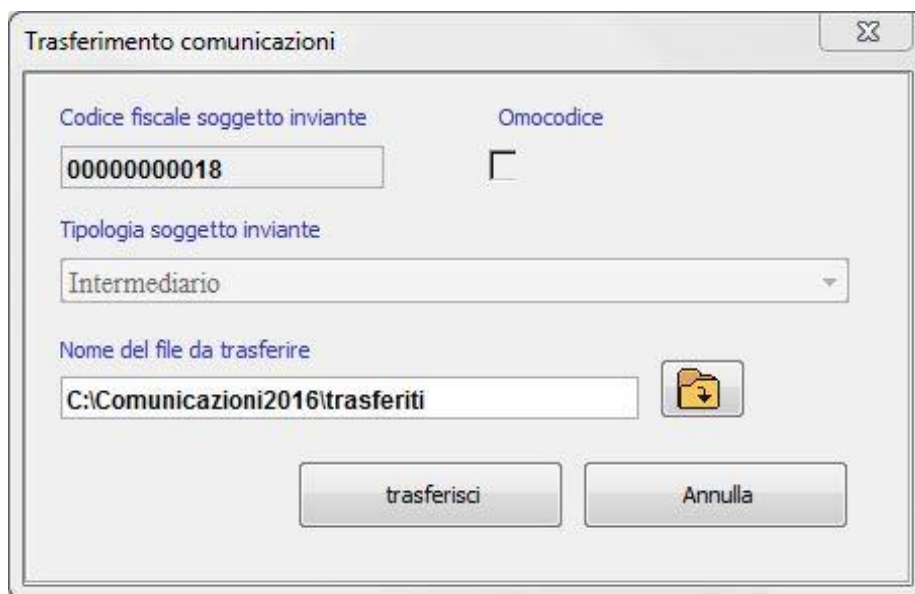 Trasferimento comunicazioni
Codice fiscale soggetto inviante Omocodice
00000000018
Tipologia soggetto inviante
Intermediario
Nome del file da trasferire
C:\Comunicazioni2016\trasferiti
trasferisci Annulla